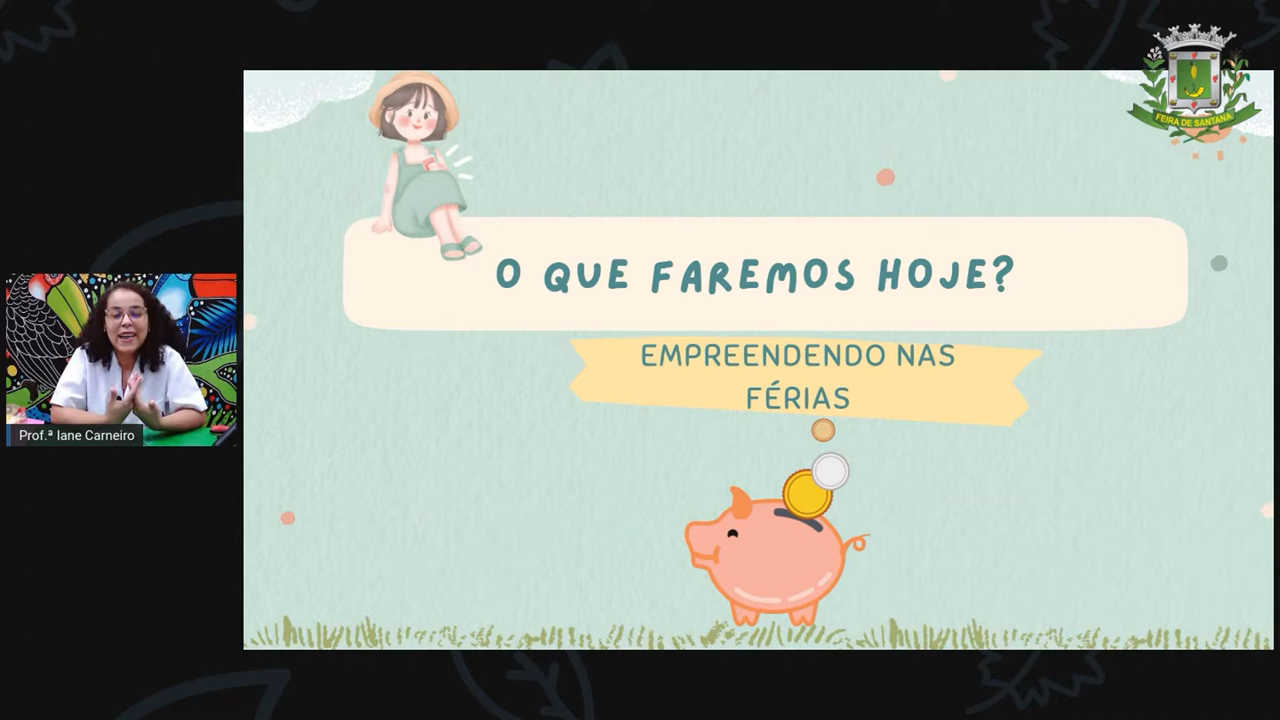 FEIRA DE SANTANA
O QUE FAREMOS HOJE?
EMPREENDENDO NAS
FÉRIAS
Prof.ª Iane Carneiro